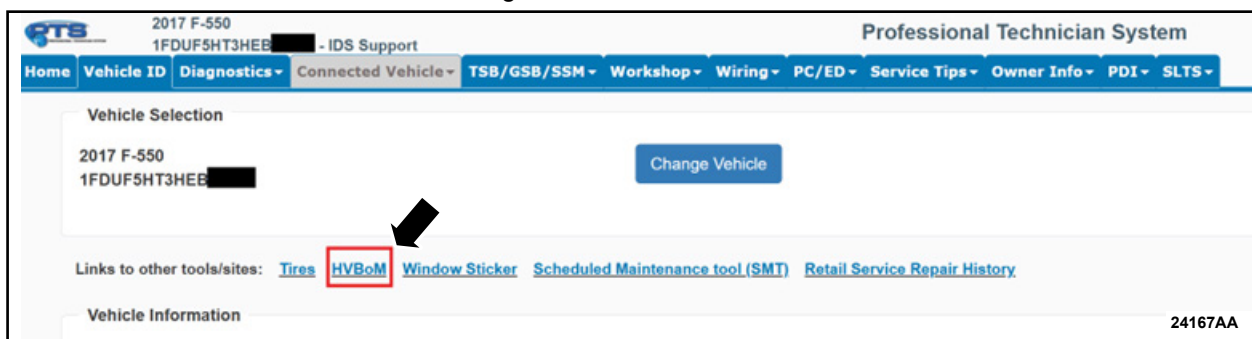 PTS
2017 F-550
1FDUF5HT3HEB - IDS Support
Professional Technician System
Home Vehicle ID Diagnostics Connected Vehicle TSB/GSB/SSM Workshop Wiring PC/ED Service Tips Owner Info PDI SLTS
Vehicle Selection
2017 F-550
1FDUF5HT3HEB
Change Vehicle
Links to other tools/sites: Tires HVBoM Window Sticker Scheduled Maintenance tool (SMT) Retail Service Repair History
Vehicle Information
24167AA